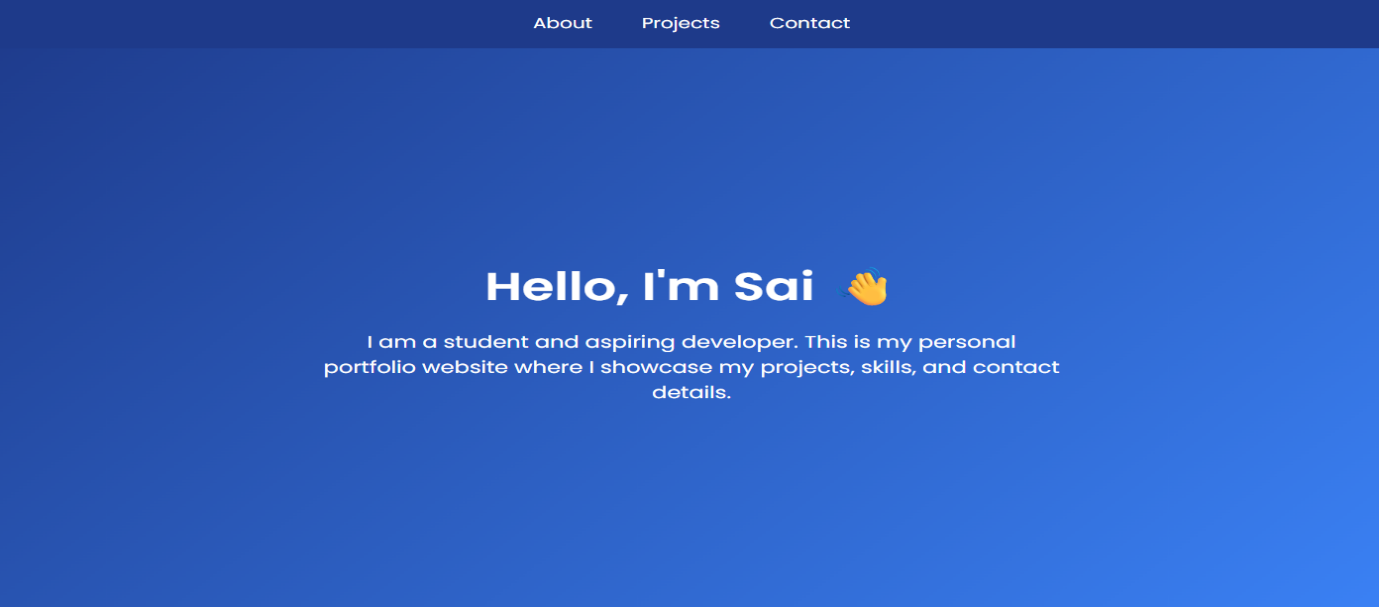 About Projects Contact
Hello, I'm Sai 👋
I am a student and aspiring developer. This is my personal
portfolio website where I showcase my projects, skills, and contact
details.